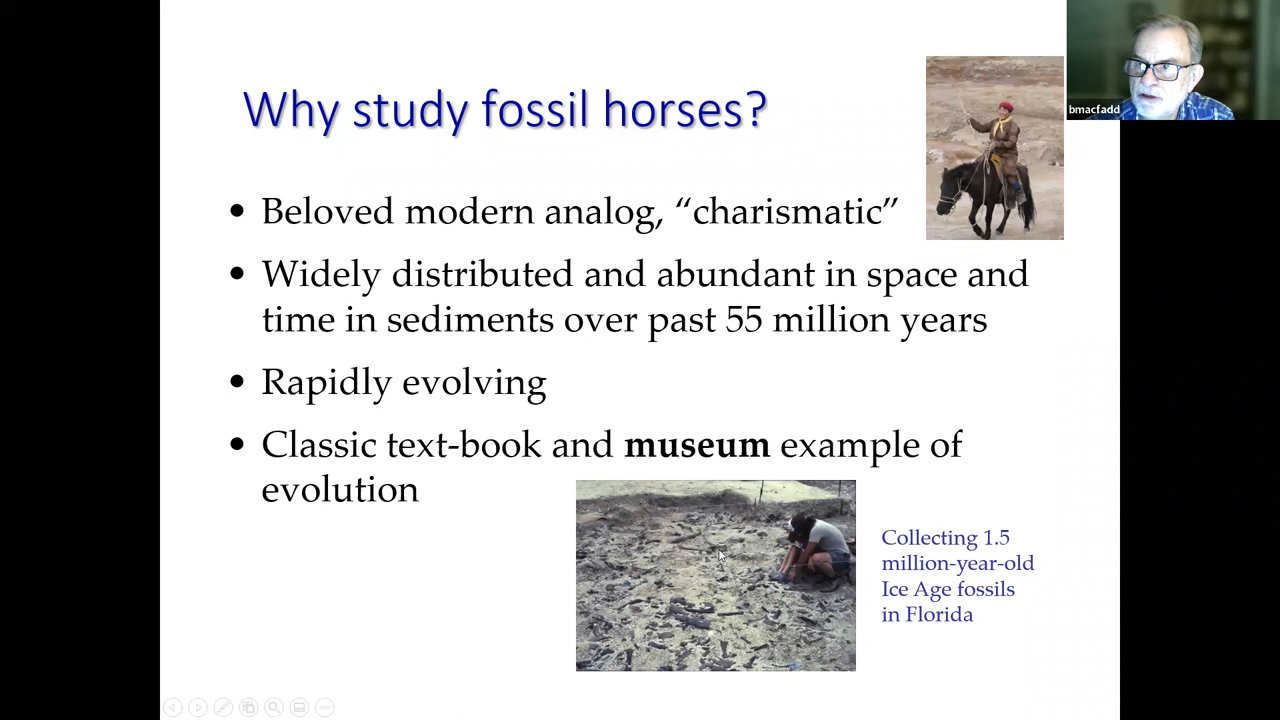 Why study fossil horses?
bmacfadd
• Beloved modern analog, “charismatic”
• Widely distributed and abundant in space and
time in sediments over past 55 million years
• Rapidly evolving
• Classic text-book and museum example of
evolution
Collecting 1.5
million-year-old
Ice Age fossils
in Florida